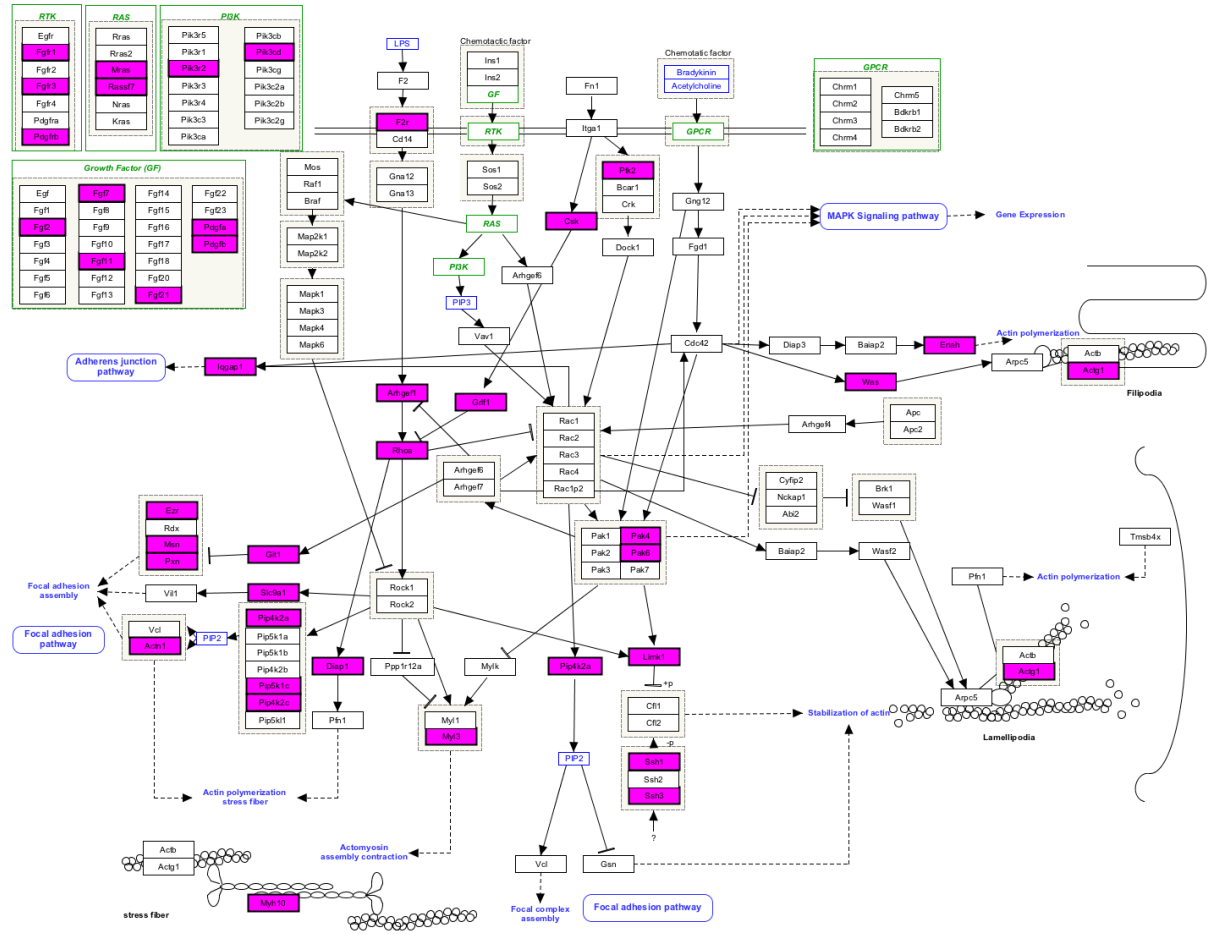 RTK
Egfr
Fgfr1
Fgfr2
Fgfr3
Fgfr4
Pdgfra
Pdgfrb
RAS
Rras
Rras2
Mras
Rassf7
Nras
Kras
PI3K
Pik3r5
Pik3r1
Pik3r2
Pik3r3
Pik3r4
Pik3c3
Pik3ca
Pik3cb
Pik3cd
Pik3cg
Pik3c2a
Pik3c2b
Pik3c2g
Growth Factor (GF)
Egf
Fgf1
Fgf2
Fgf3
Fgf4
Fgf5
Fgf6
Fgf7
Fgf8
Fgf9
Fgf10
Fgf11
Fgf12
Fgf13
Fgf14
Fgf15
Fgf16
Fgf17
Fgf18
Fgf20
Fgf21
Fgf22
Fgf23
Pdgfa
Pdgfb
LPS
F2
F2r
Cd14
Gna12
Gna13
Chemotactic factor
Ins1
Ins2
GF
RTK
Sos1
Sos2
RAS
PI3K
PIP3
Vav1
Arhgef6
Fn1
Itga1
Ptk2
Bcar1
Crk
Csk
Dock1
Chemotatic factor
Bradykinin
Acetylcholine
GPCR
Gng12
Fgd1
Cdc42
GPCR
Chrm1
Chrm2
Chrm3
Chrm4
Chrm5
Bdkrb1
Bdkrb2
MAPK Signaling pathway
Gene Expression
Mos
Raf1
Braf
Map2k1
Map2k2
Mapk1
Mapk3
Mapk4
Mapk6
Adherens junction
pathway
Iqgap1
Arhgef1
Grlf1
Rhoa
Arhgef6
Arhgef7
Rac1
Rac2
Rac3
Rac4
Rac1p2
Diap3
Baiap2
Enah
Actin polymerization
Was
Arpc5
Actb
Actg1
Filipodia
Arhgef4
Apc
Apc2
Cyfip2
Nckap1
Abi2
Brk1
Wasf1
Baiap2
Wasf2
Pak1
Pak2
Pak3
Pak4
Pak6
Pak7
Ezr
Rdx
Msn
Pxn
Git1
Focal adhesion
assembly
Vil1
Slc9a1
Rock1
Rock2
Focal adhesion
pathway
Vcl
Actn1
PIP2
Pip4k2a
Pip5k1a
Pip5k1b
Pip4k2b
Pip5k1c
Pip4k2c
Pip5kl1
Diap1
Pfn1
Ppp1r12a
Mylk
Myl1
Myl3
Pip4k2a
Limk1
+p
Cfl1
Cfl2
-p
Ssh1
Ssh2
Ssh3
?
Stabilization of actin
Tmsb4x
Pfn1
Actin polymerization
Actb
Actg1
Arpc5
Lamellipodia
PIP2
Vcl
Gsn
Focal complex
assembly
Focal adhesion pathway
Actin polymerization
stress fiber
Actomyosin
assembly contraction
Actb
Actg1
Myh10
stress fiber